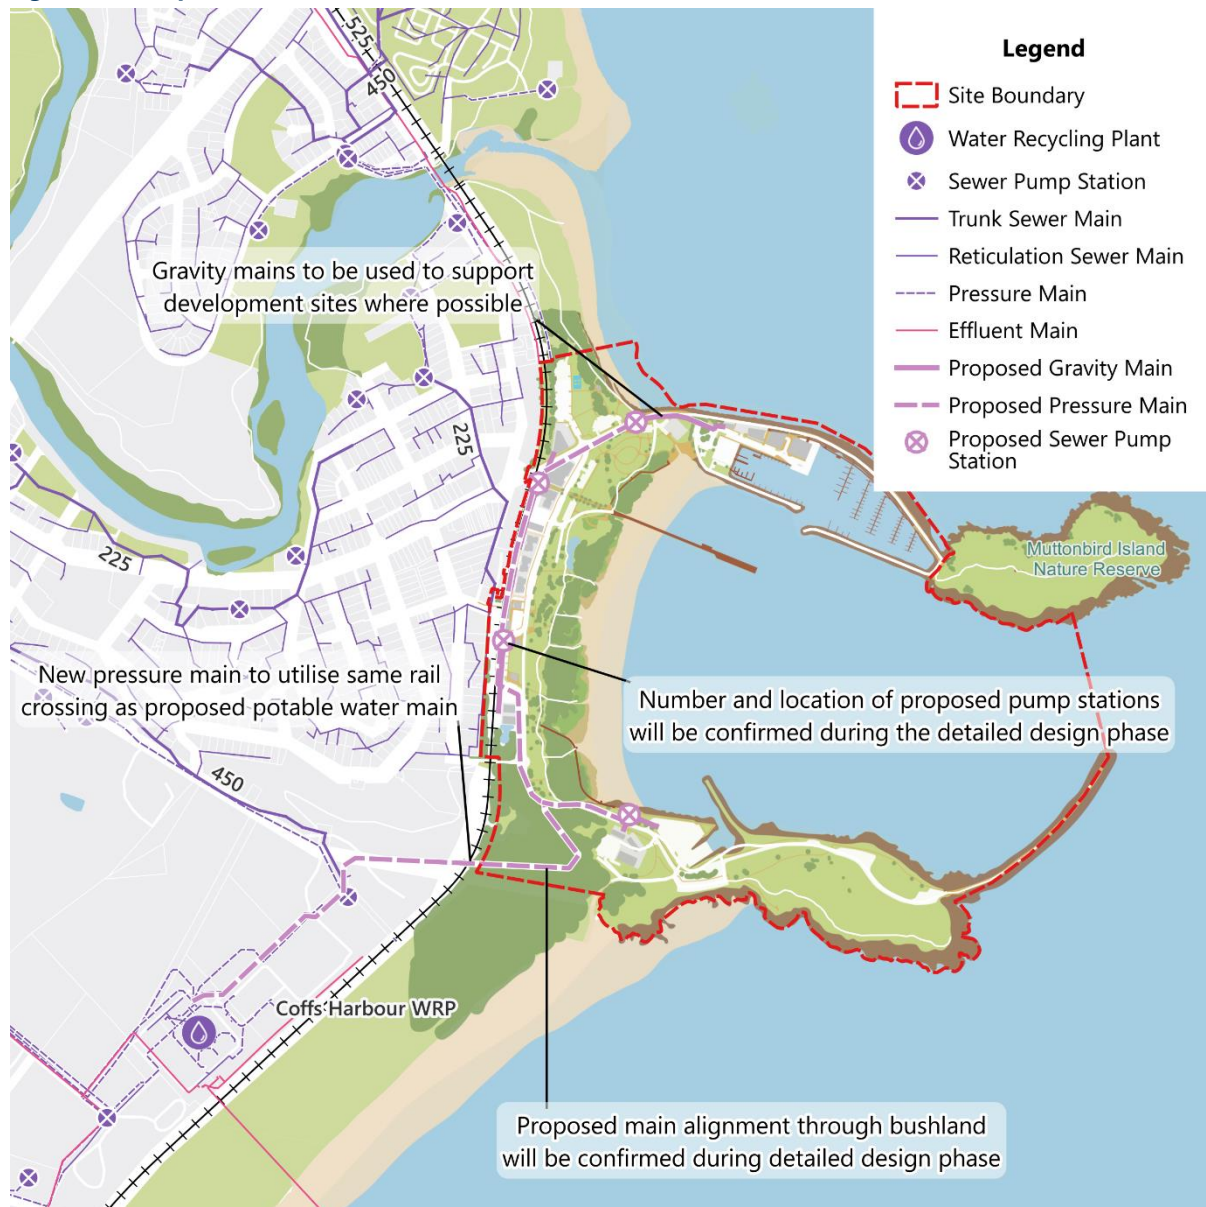 525
450
Legend
Site Boundary
Water Recycling Plant
Sewer Pump Station
Trunk Sewer Main
Reticulation Sewer Main
Pressure Main
Effluent Main
Proposed Gravity Main
Proposed Pressure Main
Proposed Sewer Pump
Station
Gravity mains to be used to support
development sites where possible
225
225
Muttonbird Island
Nature Reserve
New pressure main to utilise same rail
crossing as proposed potable water main
Number and location of proposed pump stations
will be confirmed during the detailed design phase
450
Coffs Harbour WRP
Proposed main alignment through bushland
will be confirmed during detailed design phase